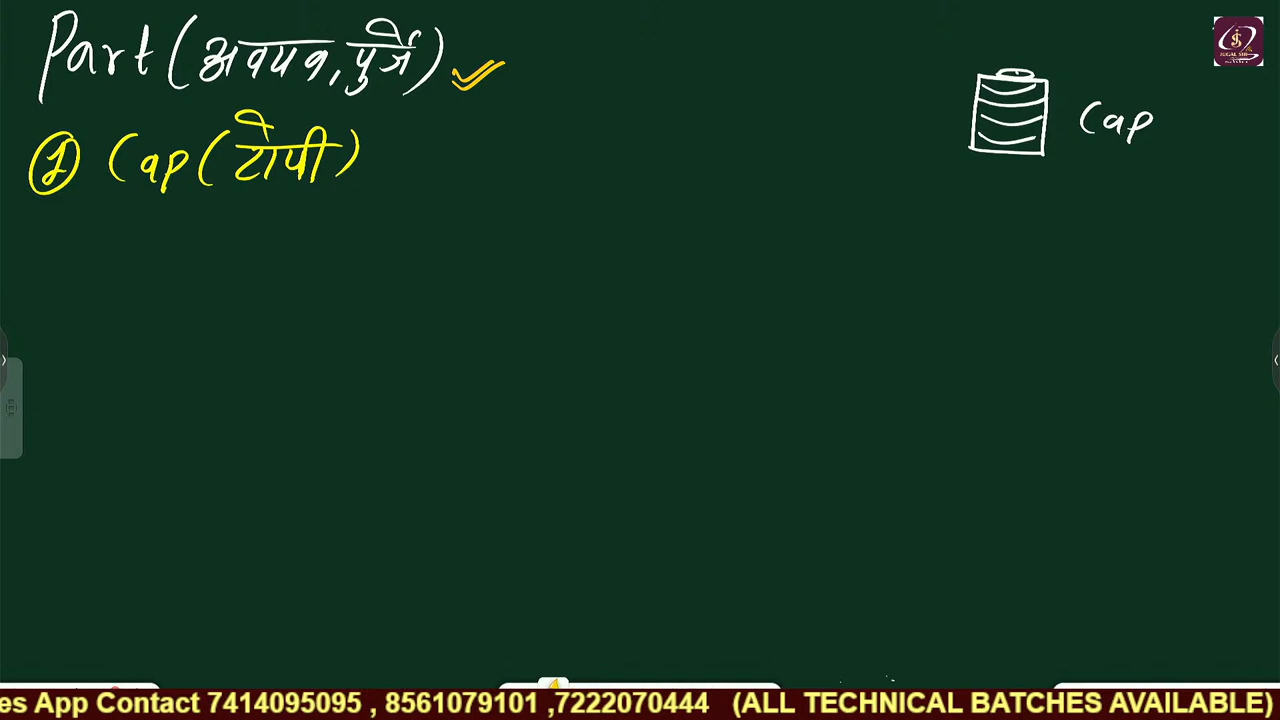 Part (अवयव, पुर्जे)
① Cap (टोपी)
Cap
es App Contact 7414095095 , 8561079101 ,7222070444 (ALL TECHNICAL BATCHES AVAILABLE)